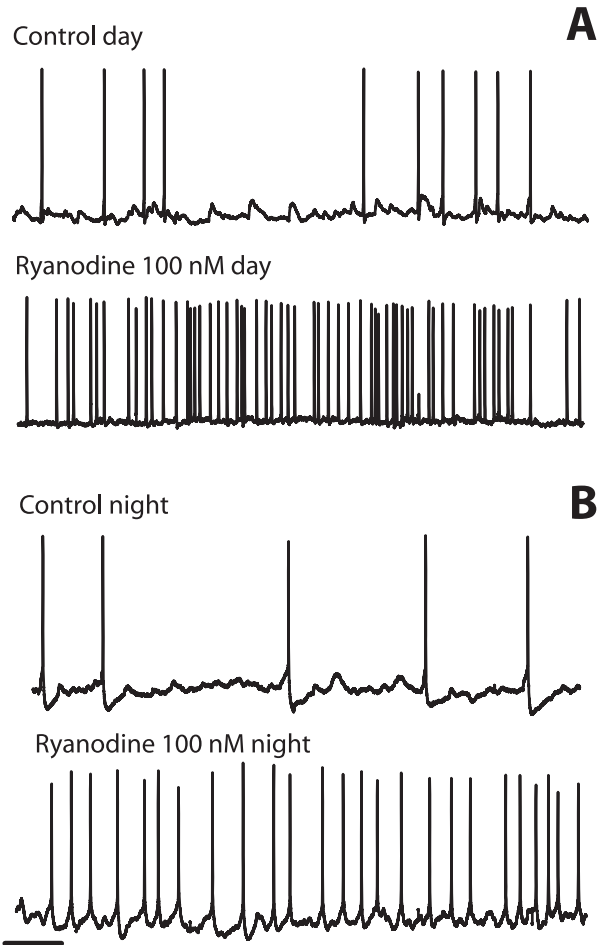 A
Control day
Ryanodine 100 nM day
B
Control night
Ryanodine 100 nM night